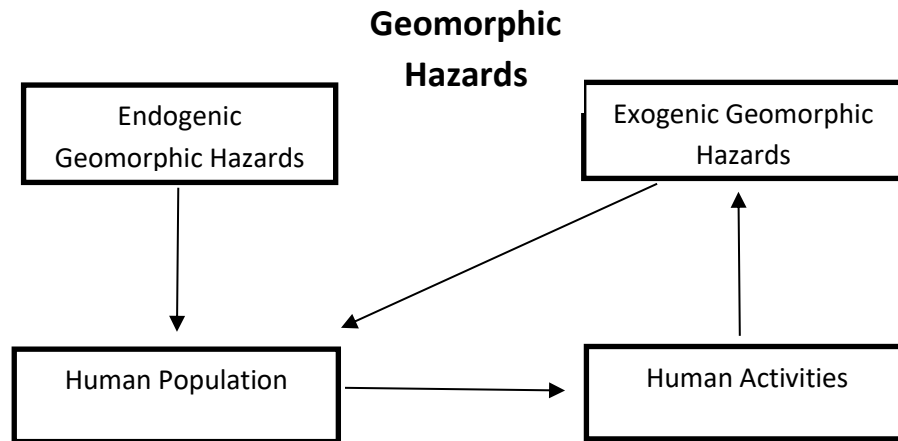 Geomorphic
Hazards
Endogenic
Geomorphic Hazards
Exogenic Geomorphic
Hazards
Human Population
Human Activities